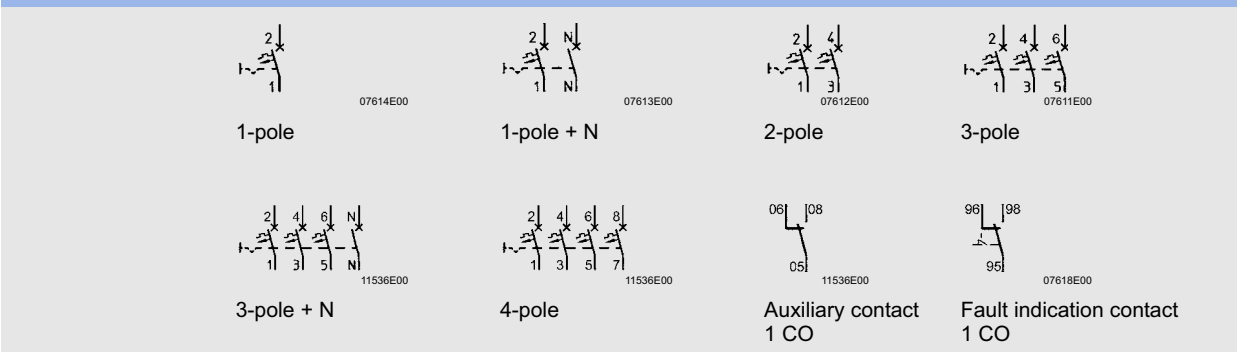 2
1
07614E00
1-pole
2 N
1 N
07613E00
1-pole + N
2 4
1 3
07612E00
2-pole
2 4 6
1 3 5
07611E00
3-pole
2 4 6 N
1 3 5 N
11536E00
3-pole + N
2 4 6 8
1 3 5 7
11536E00
4-pole
06 08
05
11536E00
Auxiliary contact
1 CO
96 98
95
07618E00
Fault indication contact
1 CO